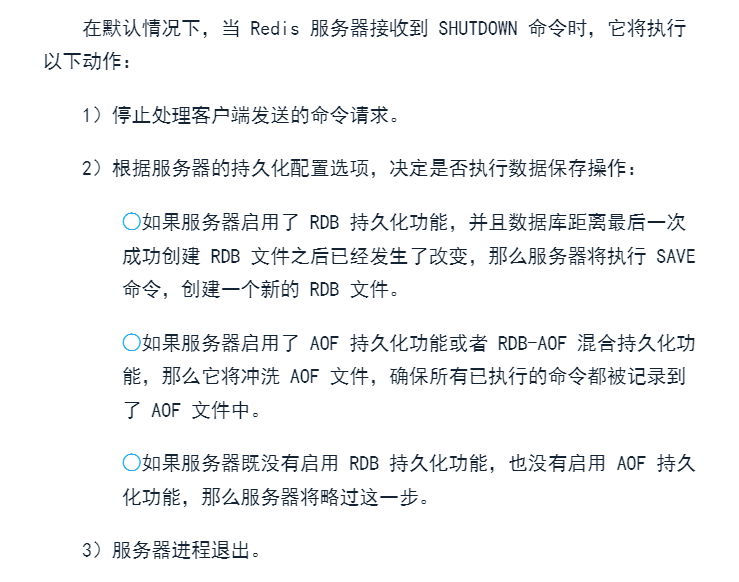 在默认情况下，当 Redis 服务器接收到 SHUTDOWN 命令时，它将执行
以下动作：
1）停止处理客户端发送的命令请求。
2）根据服务器的持久化配置选项，决定是否执行数据保存操作：
○如果服务器启用了 RDB 持久化功能，并且数据库距离最后一次
成功创建 RDB 文件之后已经发生了改变，那么服务器将执行 SAVE
命令，创建一个新的 RDB 文件。
○如果服务器启用了 AOF 持久化功能或者 RDB-AOF 混合持久化功
能，那么它将冲洗 AOF 文件，确保所有已执行的命令都被记录到
了 AOF 文件中。
○如果服务器既没有启用 RDB 持久化功能，也没有启用 AOF 持久
化功能，那么服务器将略过这一步。
3）服务器进程退出。